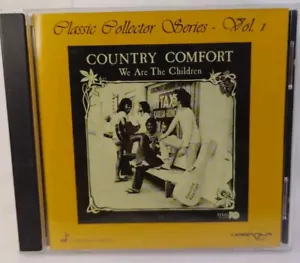 Classic Collector Series - Vol. 1
COUNTRY COMFORT
We Are The Children
TAXI